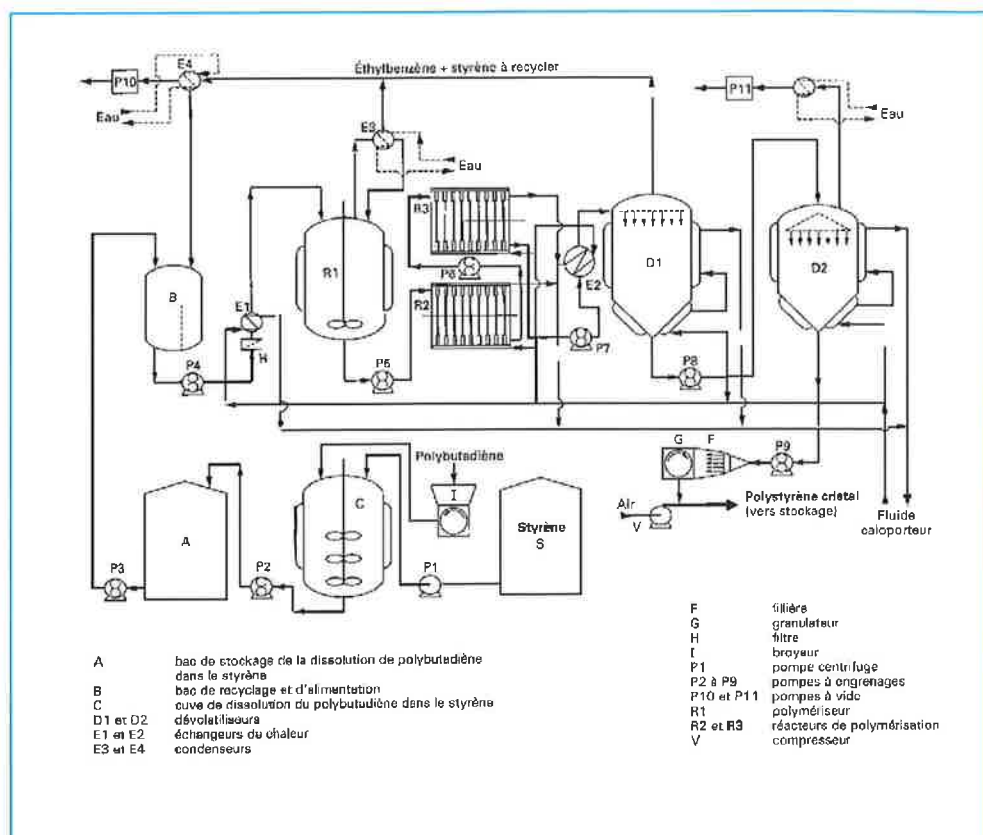 E4
P10
Éthylbenzène + styrène à recycler
P11
Eau
Eau
E3
Eau
R3
R1
D1
D2
B
E1
P6
E2
R2
H
P4
P5
P7
P8
Polybutadiène
G F P9
I
C
Air
V
Polystyrène cristal
(vers stockage)
Fluide
caloporteur
A
Styrène
S
P3
P2
P1
A bac de stockage de la dissolution de polybutadiène
dans le styrène
B bac de recyclage et d'alimentation
C cuve de dissolution du polybutadiène dans le styrène
D1 et D2 dévolatiliseurs
E1 et E2 échangeurs de chaleur
E3 et E4 condenseurs
F fillière
G granulateur
H filtre
I broyeur
P1 pompe centrifuge
P2 à P9 pompes à engrenages
P10 et P11 pompes à vide
R1 polymériseur
R2 et R3 réacteurs de polymérisation
V compresseur